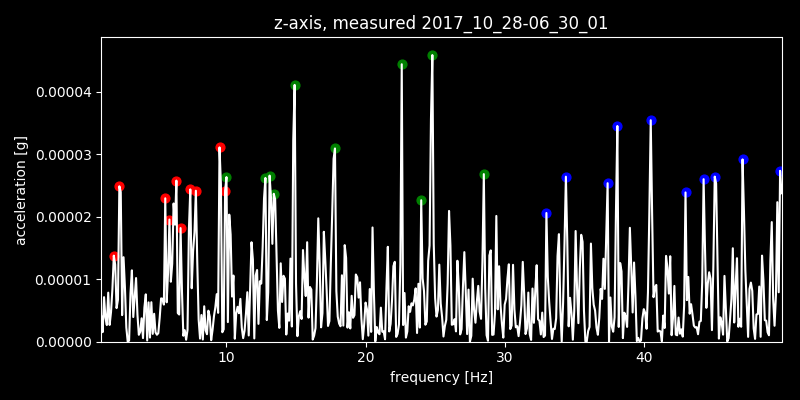 z-axis, measured 2017_10_28-06_30_01
acceleration [g]
0.00004
0.00003
0.00002
0.00001
0.00000
10 20 30 40
frequency [Hz]